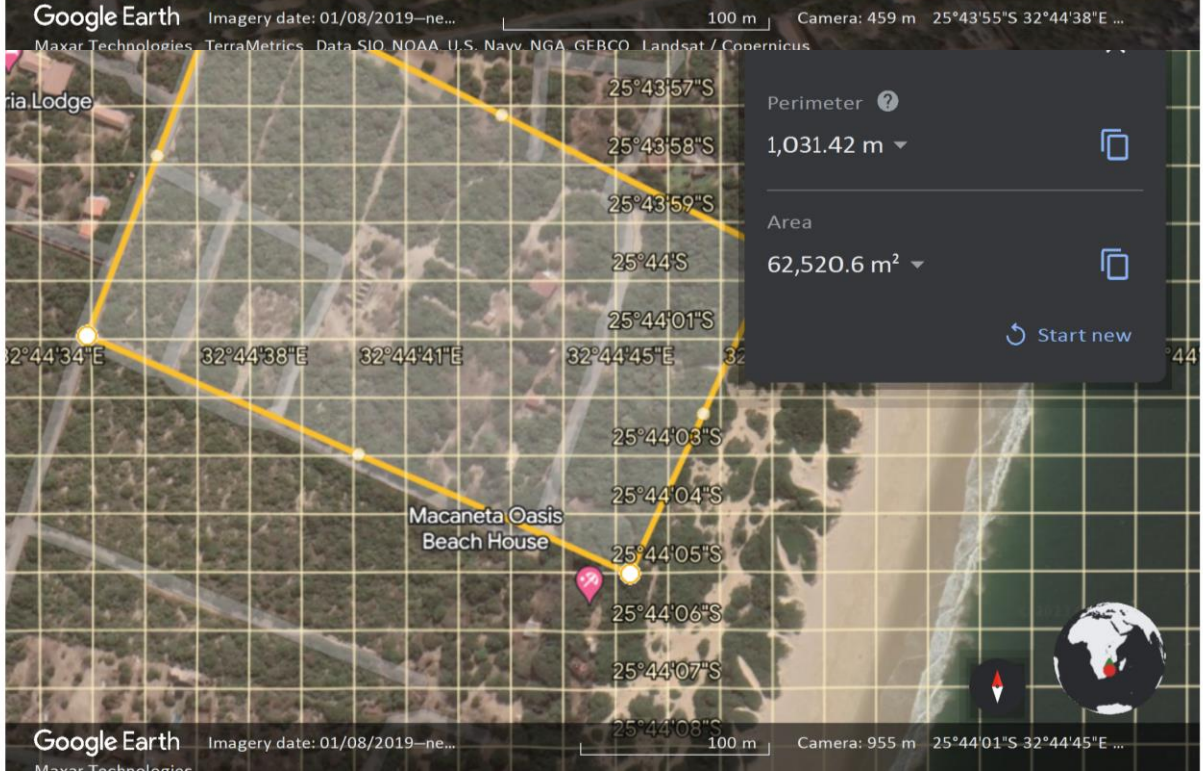 Google Earth Imagery date: 01/08/2019—ne... 100 m Camera: 459 m 25°43'55"S 32°44'38"E ...
Maxar Technologies TerraMetrics Data SIO NOAA U.S. Navy NGA GEBCO Landsat / Copernicus
25°43'57"S
ria Lodge
Perimeter ?
1,031.42 m
25°43'58"S
25°43'59"S
Area
25°44'S
62,520.6 m²
25°44'01"S
Start new
32°44'34"E 32°44'38"E 32°44'41"E 32°44'45"E 32 °44
25°44'03"S
25°44'04"S
Macaneta Oasis
Beach House
25°44'05"S
25°44'06"S
25°44'07"S
25°44'08"S
Google Earth Imagery date: 01/08/2019—ne... 100 m Camera: 955 m 25°44'01"S 32°44'45"E ...
Maxar Technologies